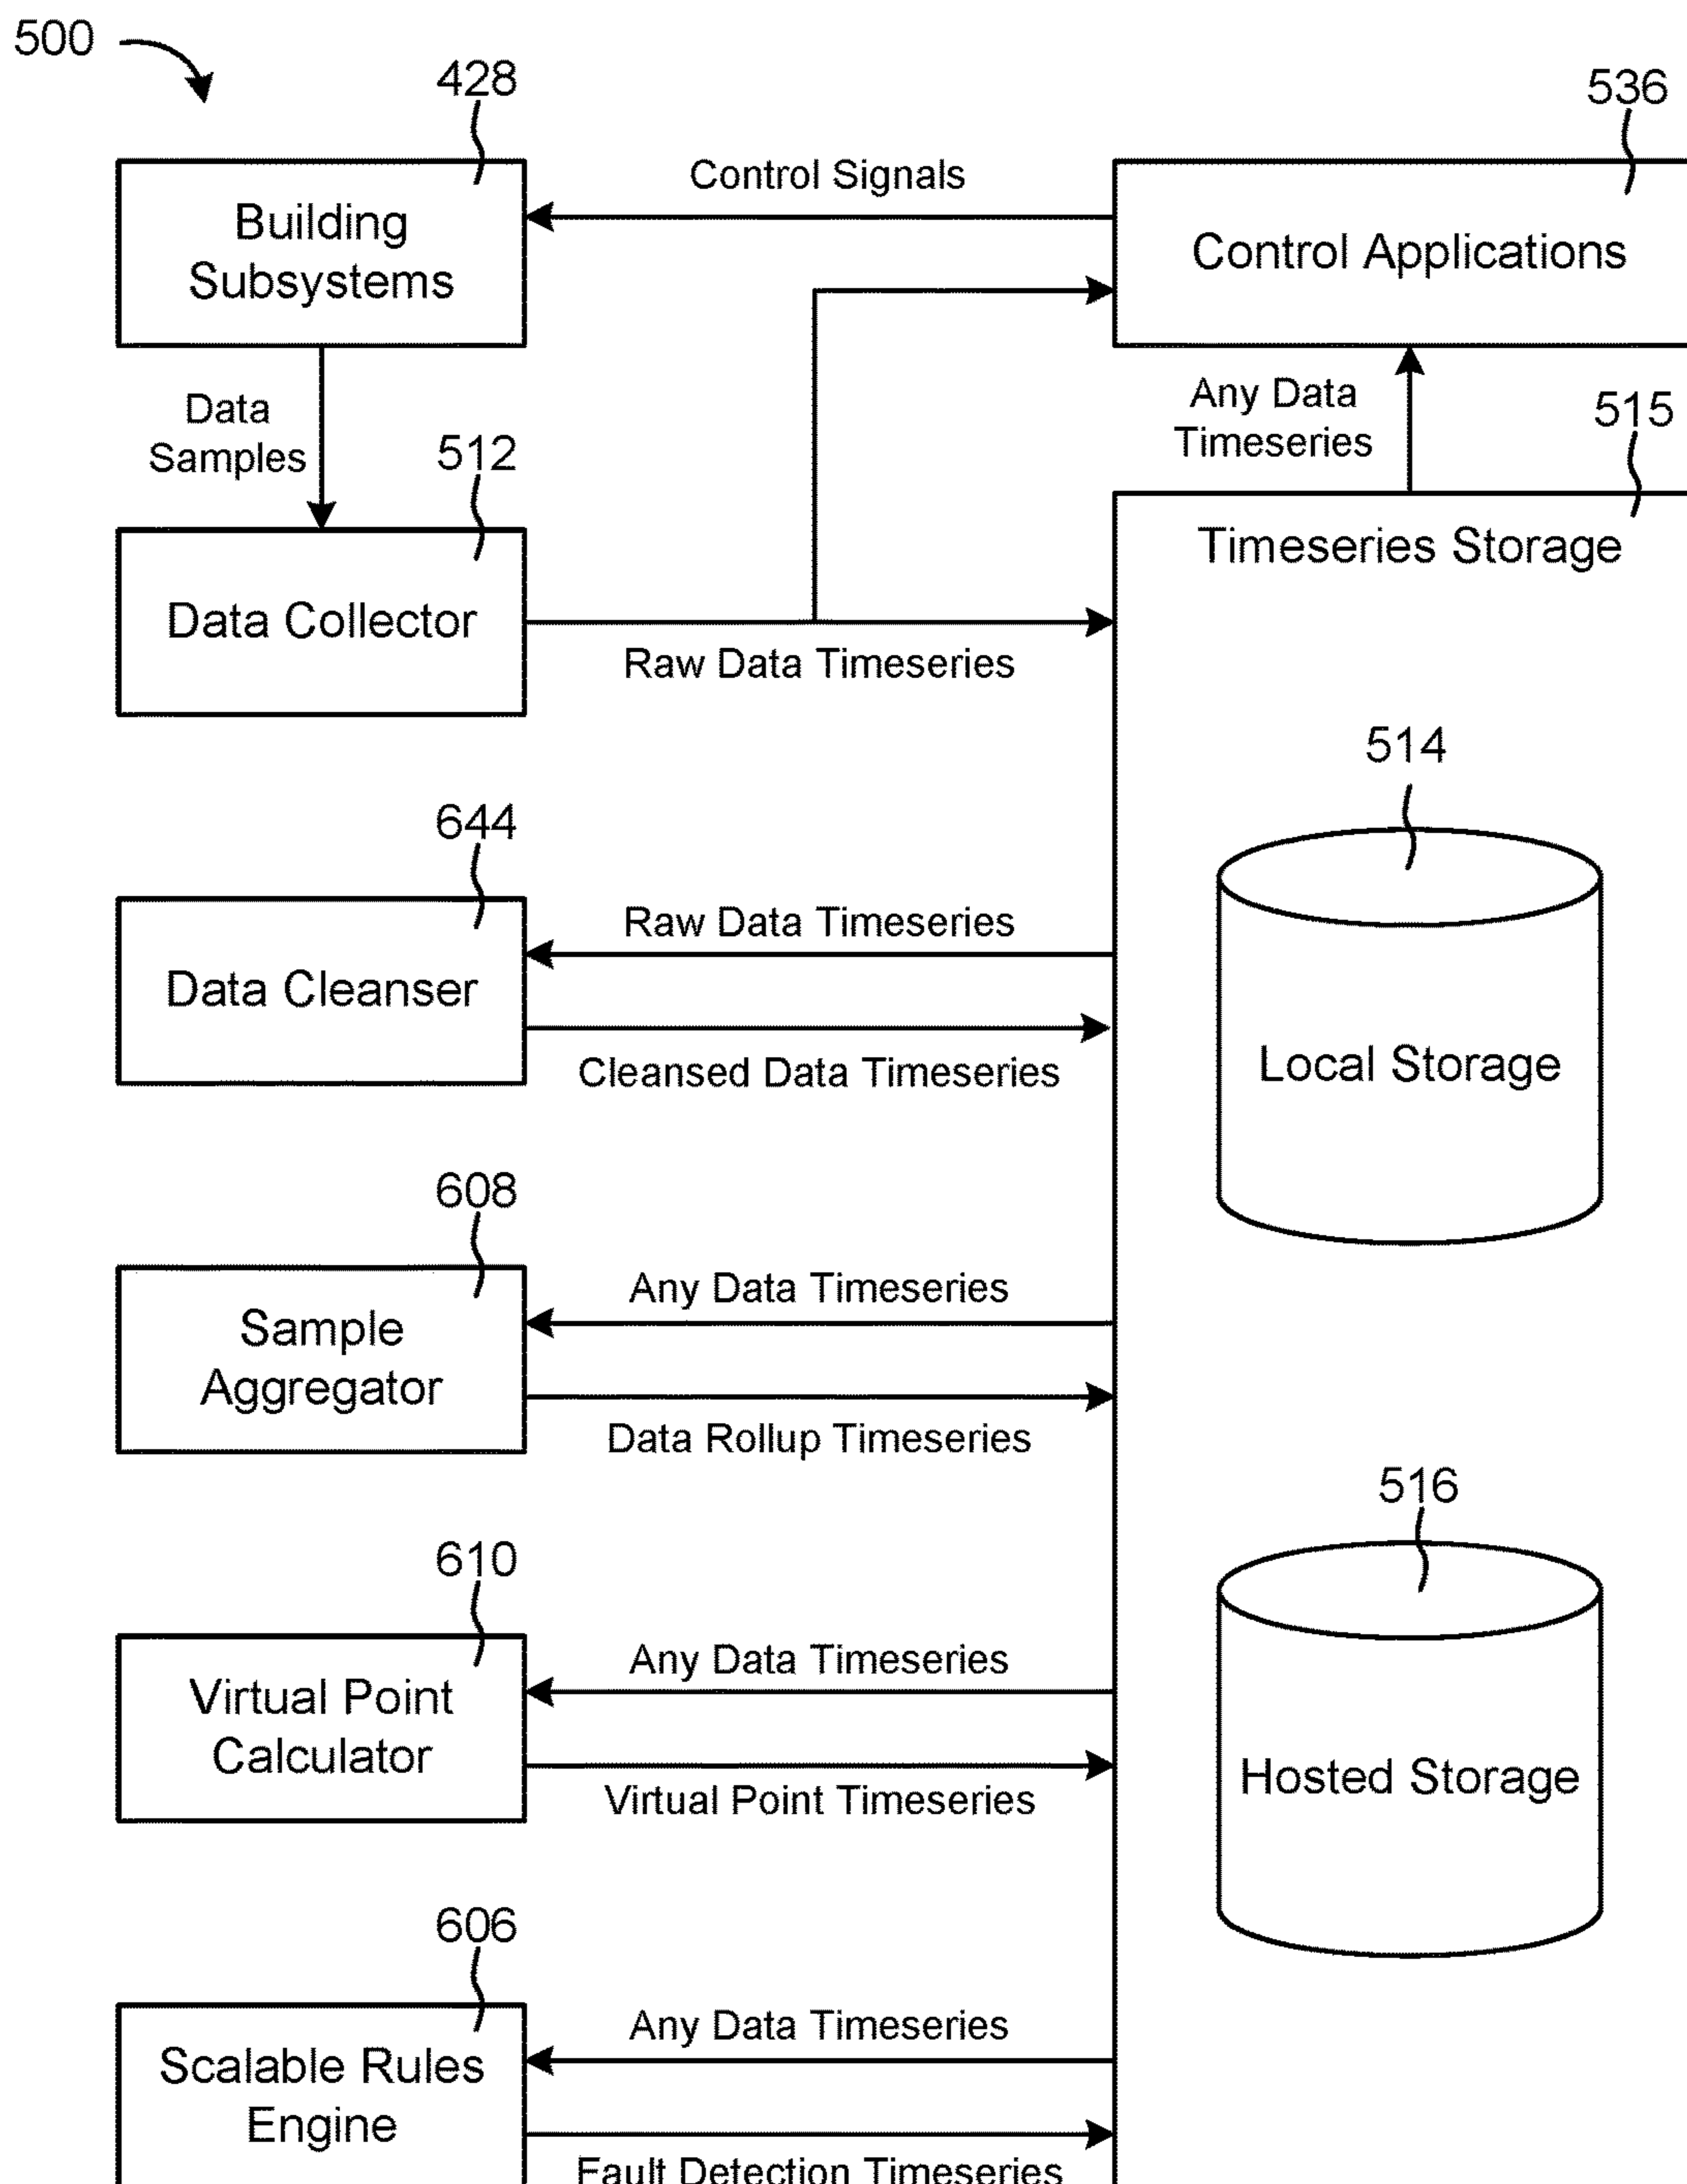 500
428
536
Control Signals
Building
Subsystems
Control Applications
Data
Samples
Any Data
Timeseries
515
512
Timeseries Storage
Data Collector
Raw Data Timeseries
514
644
Raw Data Timeseries
Data Cleanser
Cleansed Data Timeseries
Local Storage
608
Any Data Timeseries
Sample
Aggregator
Data Rollup Timeseries
516
610
Any Data Timeseries
Virtual Point
Calculator
Virtual Point Timeseries
Hosted Storage
606
Any Data Timeseries
Scalable Rules
Engine
Fault Detection Timeseries